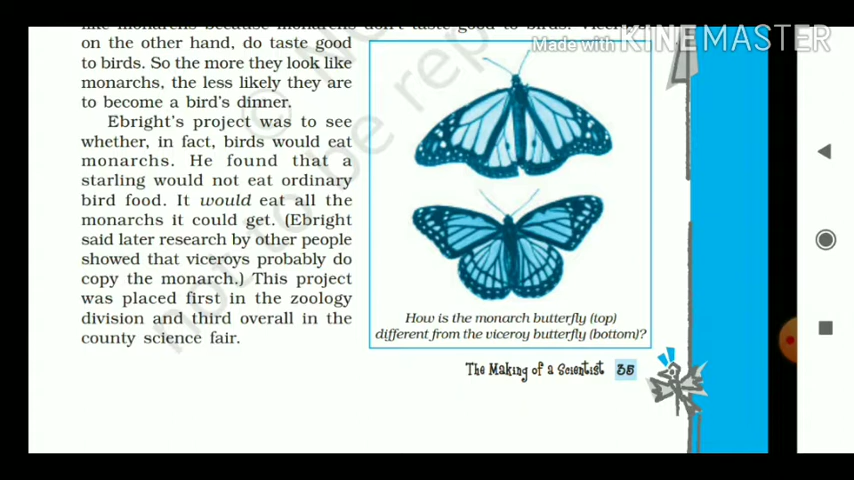 on the other hand, do taste good
to birds. So the more they look like
monarchs, the less likely they are
to become a bird's dinner.
Ebright's project was to see
whether, in fact, birds would eat
monarchs. He found that a
starling would not eat ordinary
bird food. It would eat all the
monarchs it could get. (Ebright
said later research by other people
showed that viceroys probably do
copy the monarch.) This project
was placed first in the zoology
division and third overall in the
county science fair.
Made with KINEMASTER
How is the monarch butterfly (top)
different from the viceroy butterfly (bottom)?
The Making of a Scientist 35
not to be rep